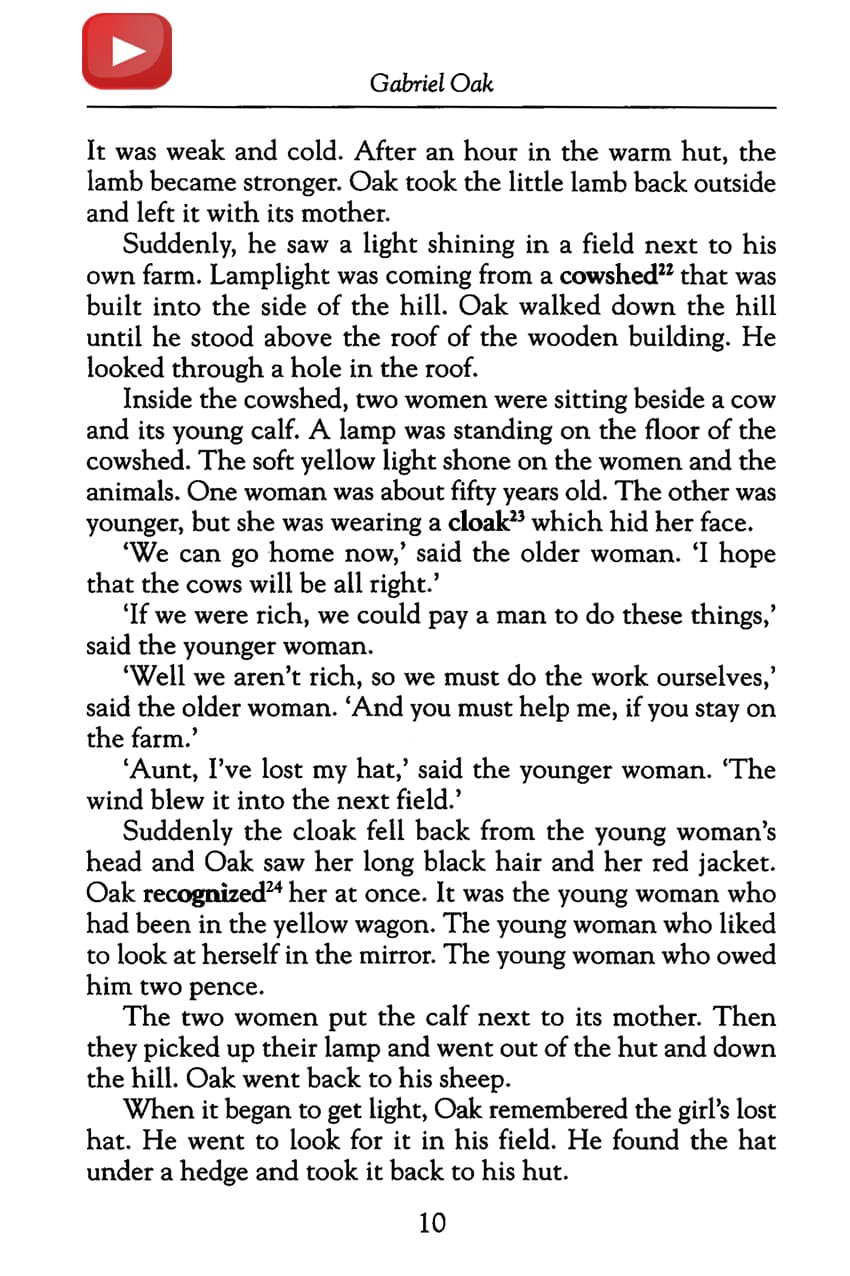 Gabriel Oak
It was weak and cold. After an hour in the warm hut, the
lamb became stronger. Oak took the little lamb back outside
and left it with its mother.
Suddenly, he saw a light shining in a field next to his
own farm. Lamplight was coming from a cowshed²² that was
built into the side of the hill. Oak walked down the hill
until he stood above the roof of the wooden building. He
looked through a hole in the roof.
Inside the cowshed, two women were sitting beside a cow
and its young calf. A lamp was standing on the floor of the
cowshed. The soft yellow light shone on the women and the
animals. One woman was about fifty years old. The other was
younger, but she was wearing a cloak²³ which hid her face.
‘We can go home now,’ said the older woman. ‘I hope
that the cows will be all right.’
‘If we were rich, we could pay a man to do these things,’
said the younger woman.
‘Well we aren’t rich, so we must do the work ourselves,’
said the older woman. ‘And you must help me, if you stay on
the farm.’
‘Aunt, I’ve lost my hat,’ said the younger woman. ‘The
wind blew it into the next field.’
Suddenly the cloak fell back from the young woman’s
head and Oak saw her long black hair and her red jacket.
Oak recognized²⁴ her at once. It was the young woman who
had been in the yellow wagon. The young woman who liked
to look at herself in the mirror. The young woman who owed
him two pence.
The two women put the calf next to its mother. Then
they picked up their lamp and went out of the hut and down
the hill. Oak went back to his sheep.
When it began to get light, Oak remembered the girl’s lost
hat. He went to look for it in his field. He found the hat
under a hedge and took it back to his hut.
10